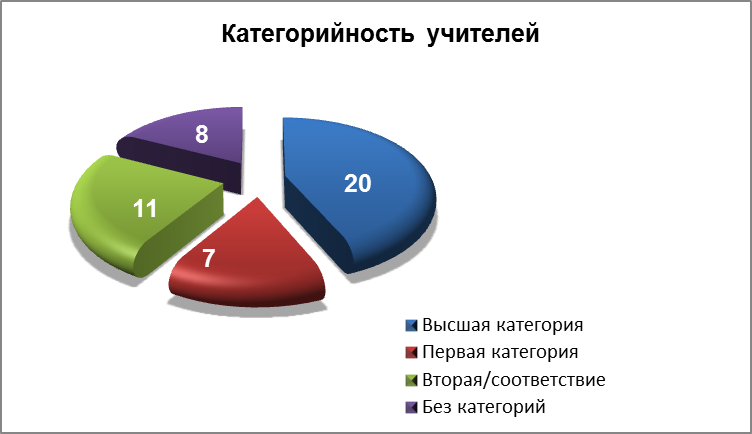 Категорийность учителей
8
20
11
7
Высшая категория
Первая категория
Вторая/соответствие
Без категорий